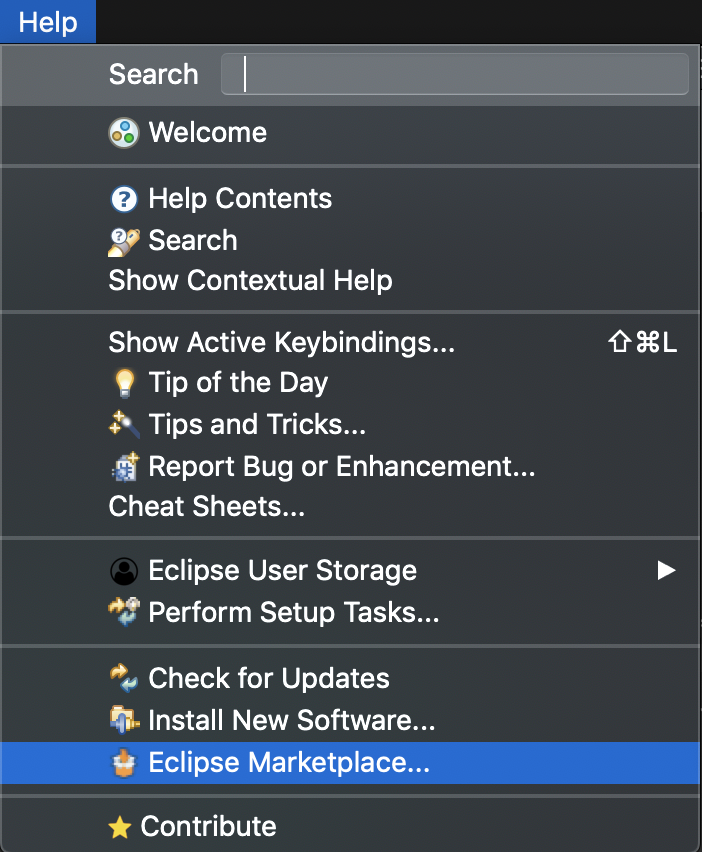 Help
Search
Welcome
Help Contents
Search
Show Contextual Help
Show Active Keybindings... ⇧⌘L
Tip of the Day
Tips and Tricks...
Report Bug or Enhancement...
Cheat Sheets...
Eclipse User Storage
Perform Setup Tasks...
Check for Updates
Install New Software...
Eclipse Marketplace...
Contribute